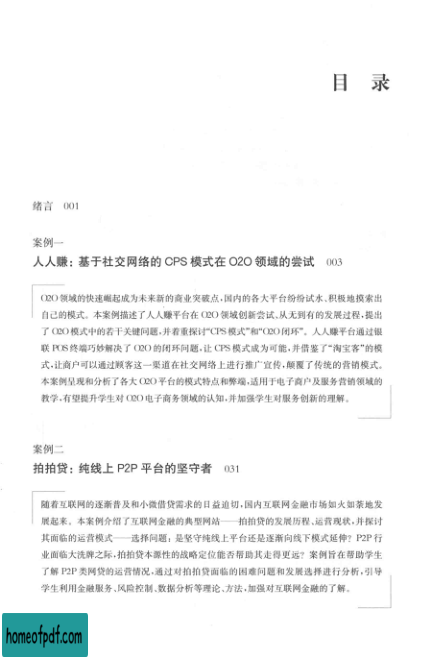 目 录
绪言 001
案例一
人人赚：基于社交网络的 CPS 模式在 O2O 领域的尝试 003
O2O 领域的快速崛起成为未来新的商业突破点，国内的各大平台纷纷试水、积极地摸索出
自己的模式。本案例描述了人人赚平台在 O2O 领域创新尝试、从无到有的发展过程，提出
了 O2O 模式中的若干关键问题，并着重探讨“CPS 模式”和“O2O 闭环”。人人赚平台通过银
联 POS 终端巧妙解决了 O2O 的闭环问题，让 CPS 模式成为可能，并借鉴了“淘宝客”的模
式，让商户可以通过顾客这一渠道在社交网络上进行推广宣传，颠覆了传统的营销模式。
本案例呈现和分析了各大 O2O 平台的模式特点和弊端，适用于电子商户及服务营销领域的
教学，有望提升学生对 O2O 电子商务领域的认知，并加强学生对服务创新的理解。
案例二
拍拍贷：纯线上 P2P 平台的坚守者 031
随着互联网的逐渐普及和小微借贷需求的日益迫切，国内互联网金融市场如火如荼地发
展起来。本案例介绍了互联网金融的典型网站——拍拍贷的发展历程、运营现状，并探讨
其面临的运营模式——选择问题：是坚守纯线上平台还是逐渐向线下模式延伸？P2P 行
业面临大洗牌之际，拍拍贷本源性的战略定位能否帮助其走得更远？案例旨在帮助学生
了解 P2P 类网贷的运营情况，通过对拍拍贷面临的困难问题和发展选择进行分析，引导
学生利用金融服务、风险控制、数据分析等理论、方法，加强对互联网金融的了解。
homeofpdf.com